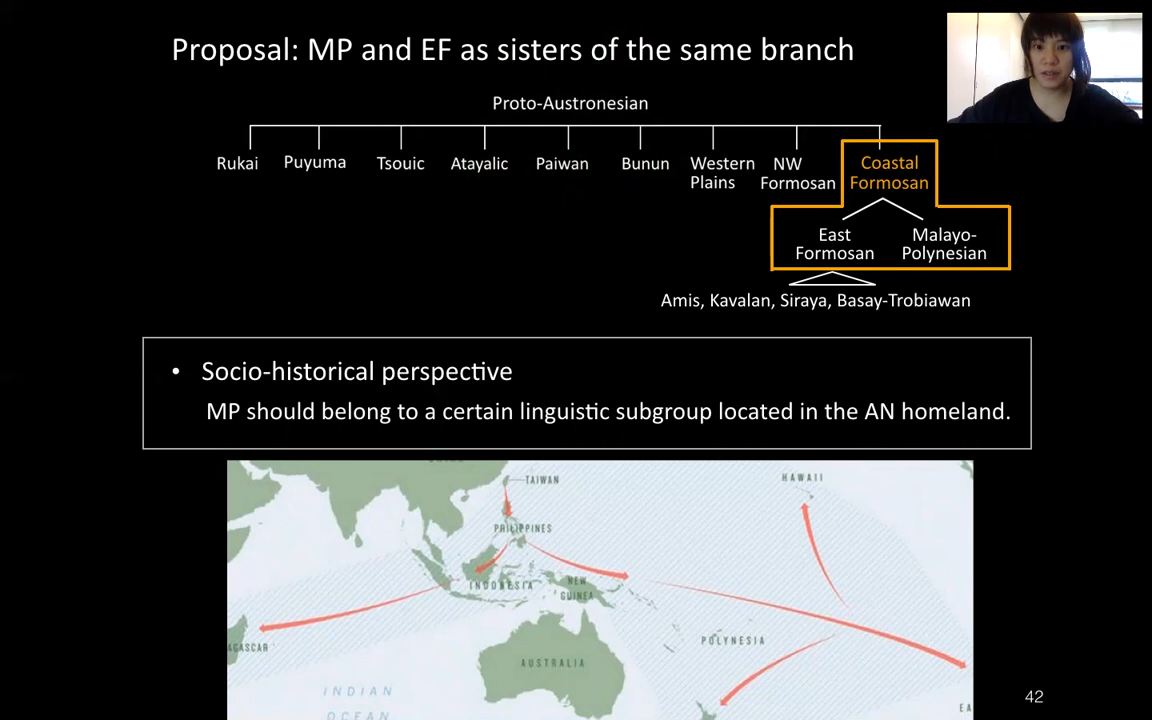 Proposal: MP and EF as sisters of the same branch
Proto-Austronesian
Rukai
Puyuma
Tsouic
Atayalic
Paiwan
Bunun
Western
Plains
NW
Formosan
Coastal
Formosan
East
Formosan
Malayo-
Polynesian
Amis, Kavalan, Siraya, Basay-Trobiawan
• Socio-historical perspective
MP should belong to a certain linguistic subgroup located in the AN homeland.
TAIWAN
HAWAII
PHILIPPINES
INDONESIA
NEW
GUINEA
POLYNESIA
AGASCAR
AUSTRALIA
INDIAN
OCEAN
EA
42